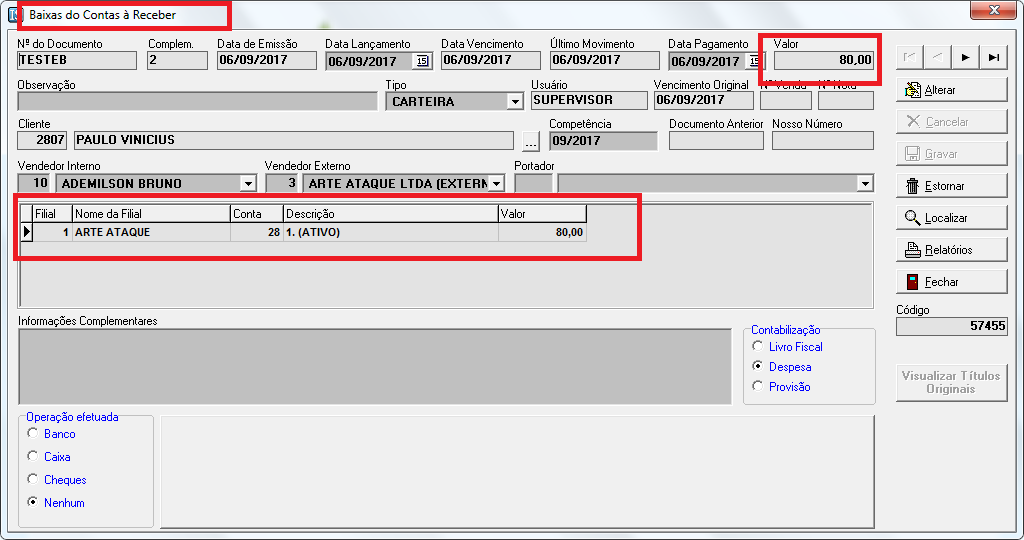 Baixas do Contas à Receber
Nº do Documento Complem. Data de Emissão Data Lançamento Data Vencimento Último Movimento Data Pagamento Valor
TESTEB 2 06/09/2017 06/09/2017 15 06/09/2017 06/09/2017 06/09/2017 15 80,00
Observação Tipo Usuário Vencimento Original Nº Venda Nº Nota
CARTEIRA SUPERVISOR 06/09/2017
Alterar
Cliente Competência Documento Anterior Nosso Número
2807 PAULO VINICIUS ... 09/2017
Cancelar
Gravar
Vendedor Interno Vendedor Externo Portador
10 ADEMILSON BRUNO 3 ARTE ATAQUE LTDA (EXTERN
Estornar
Filial Nome da Filial Conta Descrição Valor
1 ARTE ATAQUE 28 1. (ATIVO) 80,00
Localizar
Relatórios
Fechar
Código
57455
Informações Complementares
Contabilização
Livro Fiscal
Despesa
Provisão
Visualizar Títulos
Originais
Operação efetuada
Banco
Caixa
Cheques
Nenhum